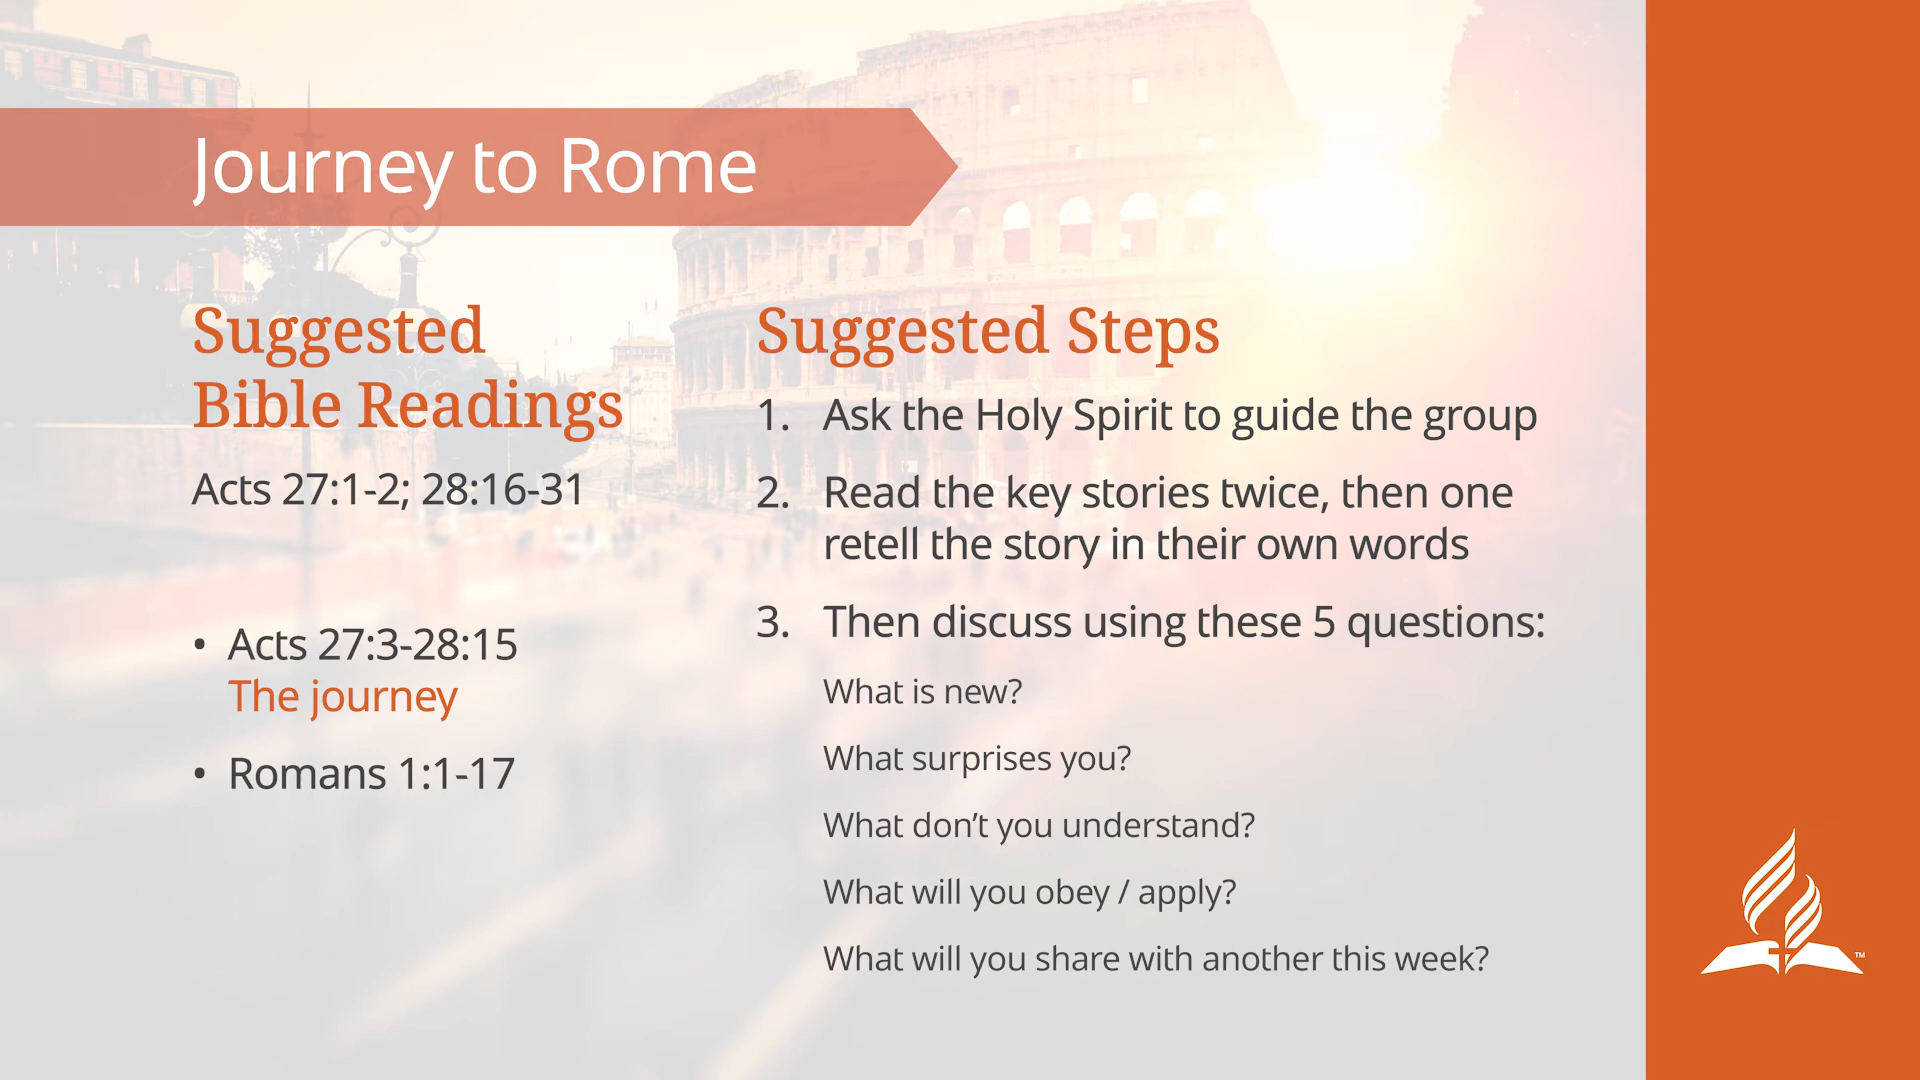 Journey to Rome
Suggested
Bible Readings
Acts 27:1-2; 28:16-31
• Acts 27:3-28:15
The journey
• Romans 1:1-17
Suggested Steps
1. Ask the Holy Spirit to guide the group
2. Read the key stories twice, then one
retell the story in their own words
3. Then discuss using these 5 questions:
What is new?
What surprises you?
What don’t you understand?
What will you obey / apply?
What will you share with another this week?
™